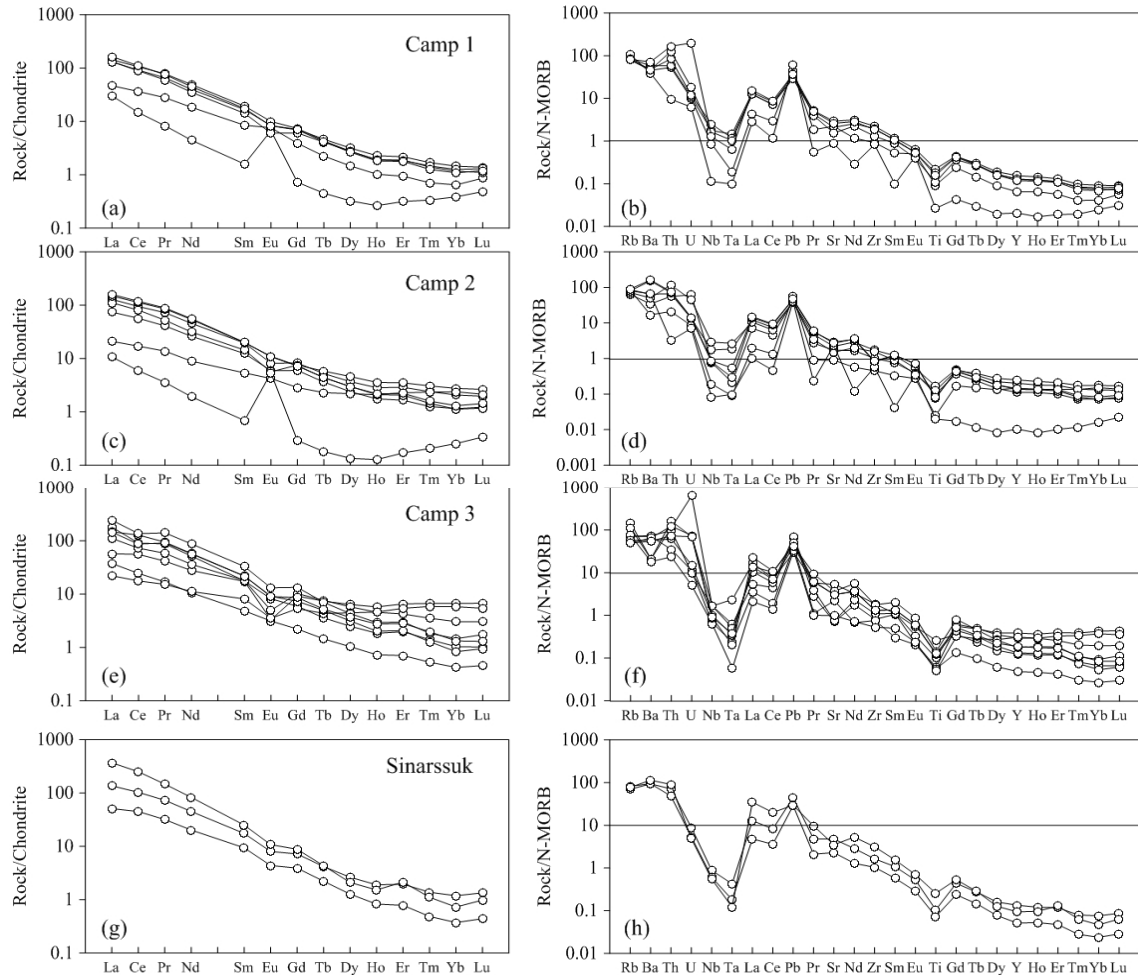 1000
100
10
1
0.1
Rock/Chondrite
Camp 1
(a)
La Ce Pr Nd Sm Eu Gd Tb Dy Ho Er Tm Yb Lu
1000
100
10
1
0.1
0.01
Rock/N-MORB
(b)
Rb Ba Th U Nb Ta La Ce Pb Pr Sr Nd Zr Sm Eu Ti Gd Tb Dy Y Ho Er Tm Yb Lu
1000
100
10
1
0.1
Rock/Chondrite
Camp 2
(c)
La Ce Pr Nd Sm Eu Gd Tb Dy Ho Er Tm Yb Lu
1000
100
10
1
0.1
0.01
0.001
Rock/N-MORB
(d)
Rb Ba Th U Nb Ta La Ce Pb Pr Sr Nd Zr Sm Eu Ti Gd Tb Dy Y Ho Er Tm Yb Lu
1000
100
10
1
0.1
Rock/Chondrite
Camp 3
(e)
La Ce Pr Nd Sm Eu Gd Tb Dy Ho Er Tm Yb Lu
1000
100
10
1
0.1
0.01
Rock/N-MORB
(f)
Rb Ba Th U Nb Ta La Ce Pb Pr Sr Nd Zr Sm Eu Ti Gd Tb Dy Y Ho Er Tm Yb Lu
1000
100
10
1
0.1
Rock/Chondrite
Sinarssuk
(g)
La Ce Pr Nd Sm Eu Gd Tb Dy Ho Er Tm Yb Lu
1000
100
10
1
0.1
0.01
Rock/N-MORB
(h)
Rb Ba Th U Nb Ta La Ce Pb Pr Sr Nd Zr Sm Eu Ti Gd Tb Dy Y Ho Er Tm Yb Lu